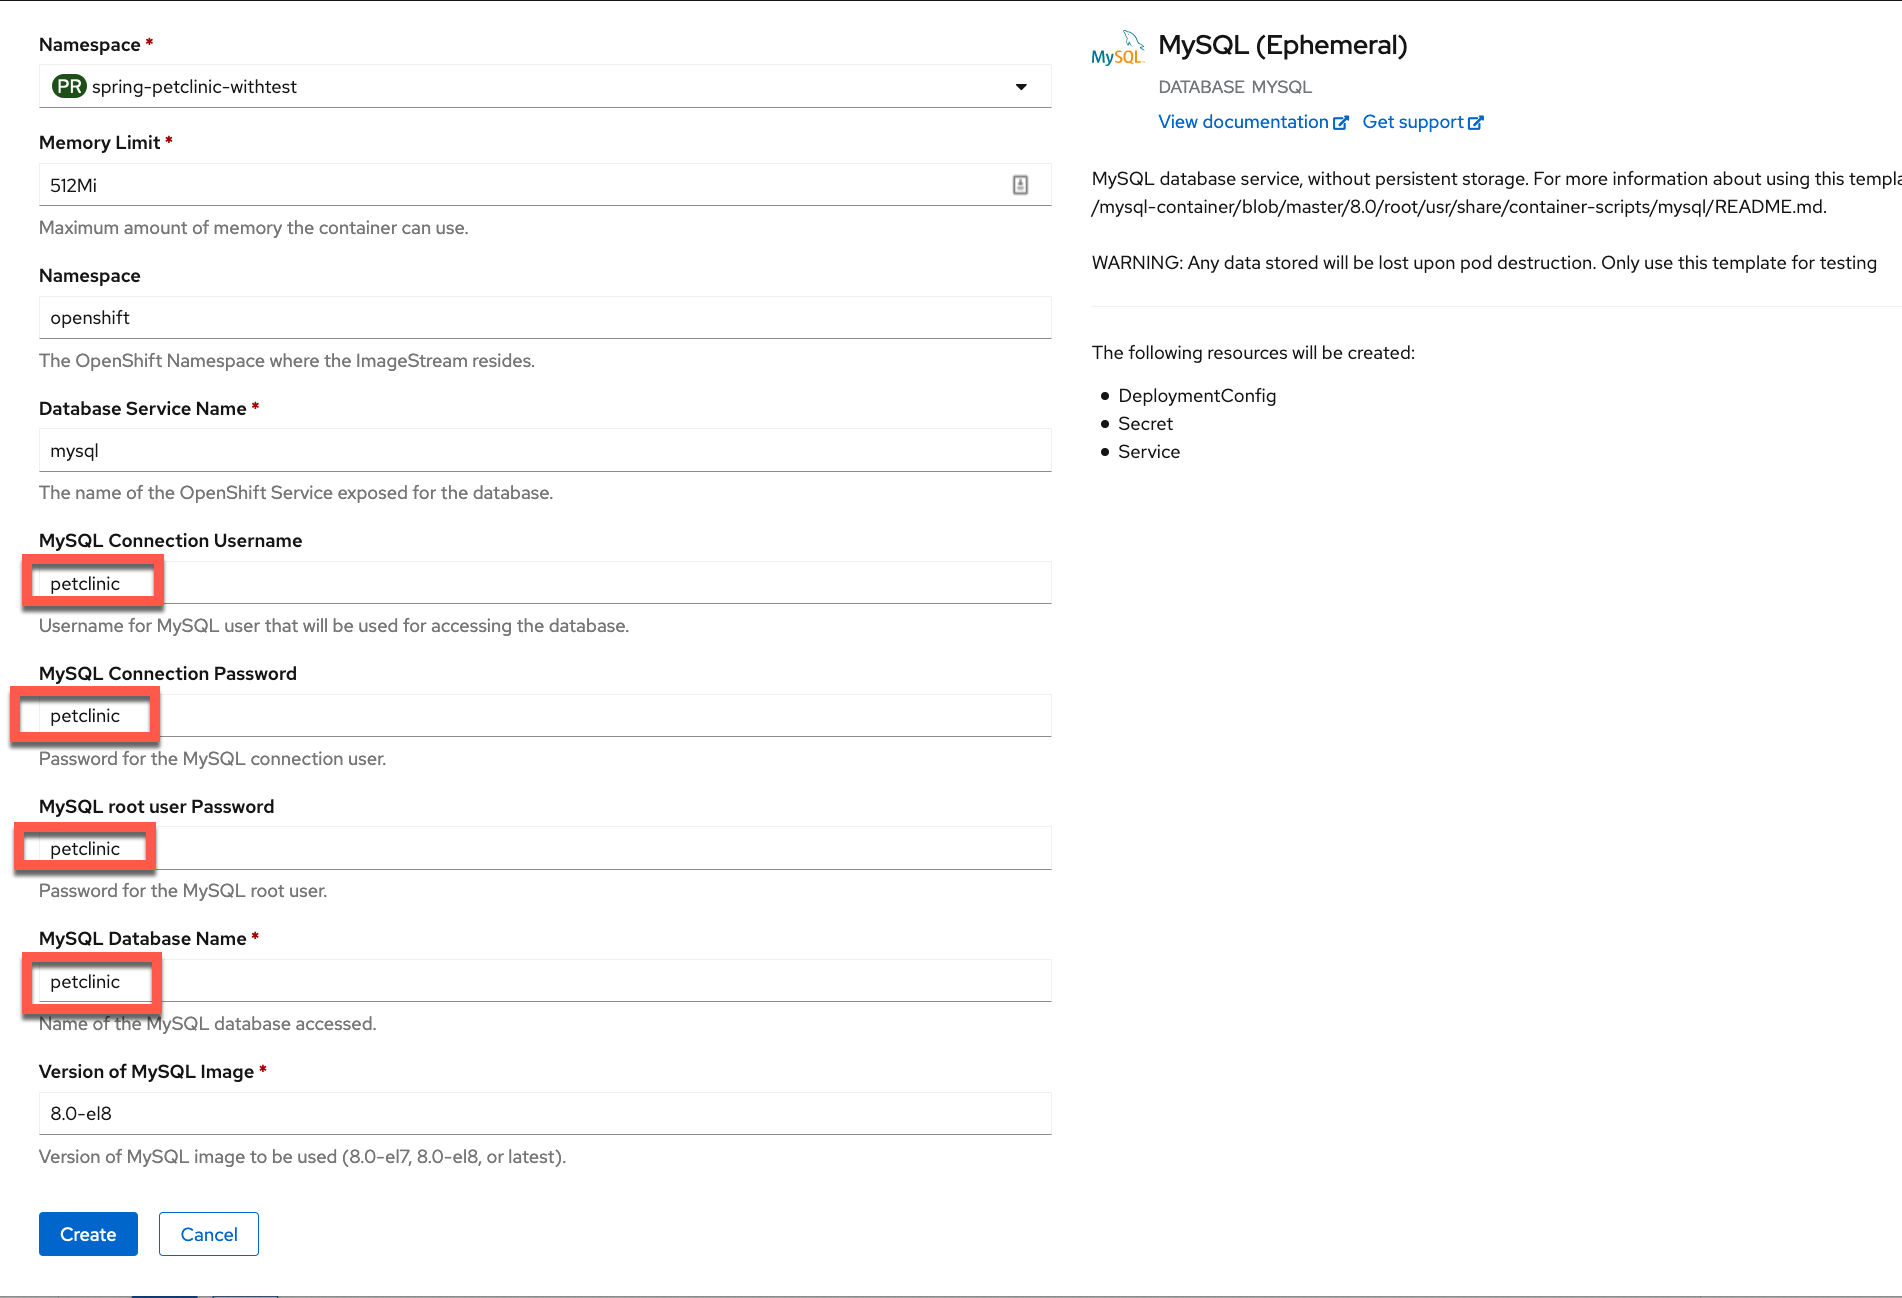 Namespace *
PR spring-petclinic-withtest
Memory Limit *
512Mi
Maximum amount of memory the container can use.
Namespace
openshift
The OpenShift Namespace where the ImageStream resides.
Database Service Name *
mysql
The name of the OpenShift Service exposed for the database.
MySQL Connection Username
petclinic
Username for MySQL user that will be used for accessing the database.
MySQL Connection Password
petclinic
Password for the MySQL connection user.
MySQL root user Password
petclinic
Password for the MySQL root user.
MySQL Database Name *
petclinic
Name of the MySQL database accessed.
Version of MySQL Image *
8.0-el8
Version of MySQL image to be used (8.0-el7, 8.0-el8, or latest).
Create Cancel
MySQL
MySQL (Ephemeral)
DATABASE MYSQL
View documentation Get support
MySQL database service, without persistent storage. For more information about using this templa
/mysql-container/blob/master/8.0/root/usr/share/container-scripts/mysql/README.md.
WARNING: Any data stored will be lost upon pod destruction. Only use this template for testing
The following resources will be created:
● DeploymentConfig
● Secret
● Service